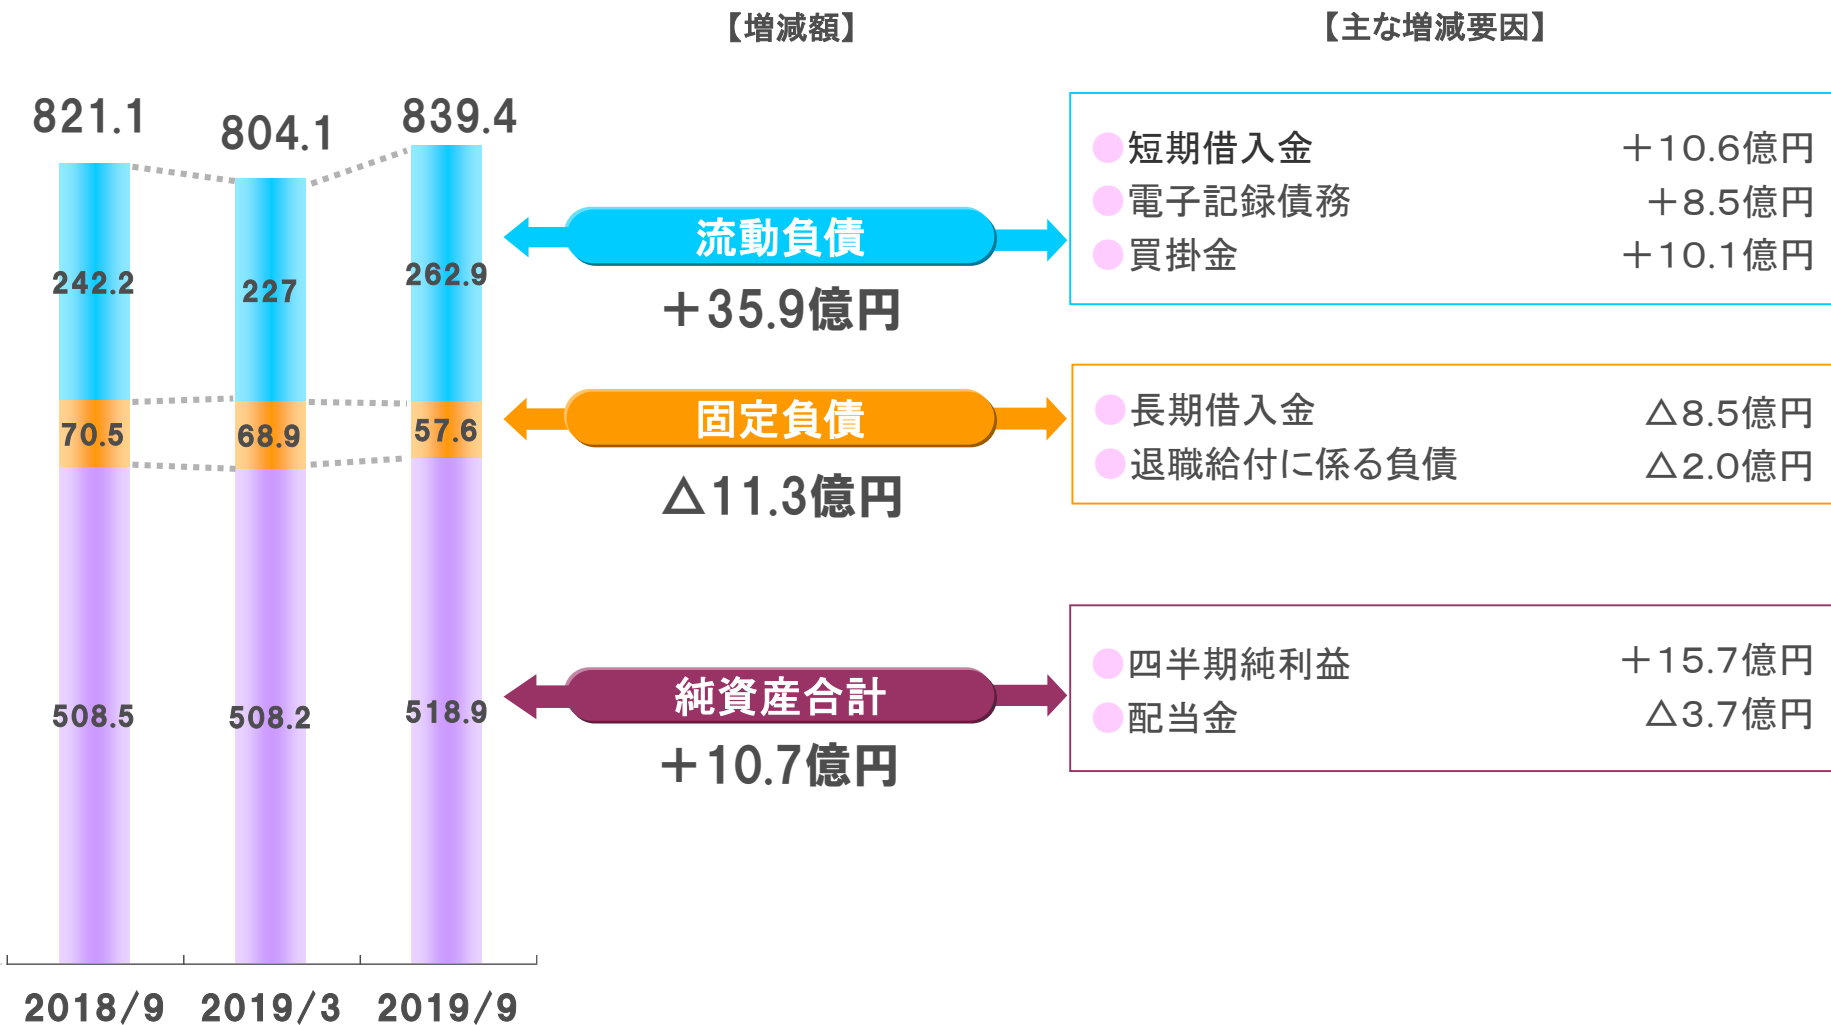 【増減額】
【主な増減要因】
821.1
804.1
839.4
242.2
227
262.9
70.5
68.9
57.6
508.5
508.2
518.9
2018/9
2019/3
2019/9
流動負債
＋35.9億円
●短期借入金 ＋10.6億円
●電子記録債務 ＋8.5億円
●買掛金 ＋10.1億円
固定負債
△11.3億円
●長期借入金 △8.5億円
●退職給付に係る負債 △2.0億円
純資産合計
＋10.7億円
●四半期純利益 ＋15.7億円
●配当金 △3.7億円